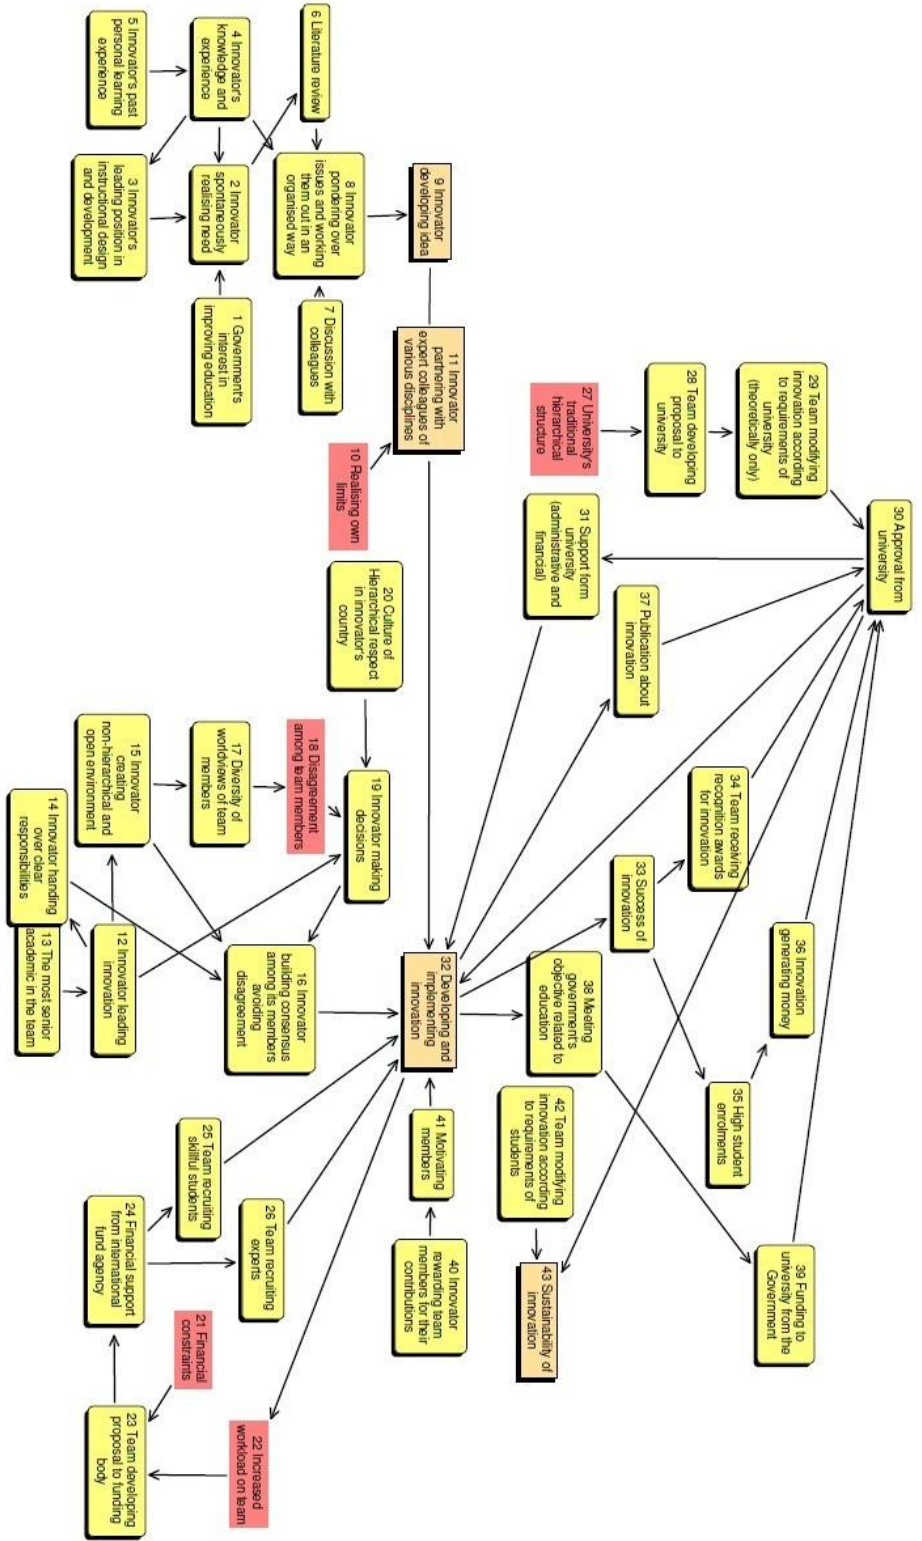 1 Government's
interest in
improving education
2 Innovator
spontaneously
realising need
3 Innovator's
leading position in
instructional design
and development
4 Innovator's
knowledge and
experience
5 Innovator's past
personal learning
experience
6 Literature review
7 Discussion with
colleagues
8 Innovator
pondering over
issues and working
them out in an
organised way
9 Innovator
developing idea
10 Realising own
limits
11 Innovator
partnering with
expert colleagues of
various disciplines
12 Innovator leading
innovation
13 The most senior
academic in the team
14 Innovator handing
over clear
responsibilities
15 Innovator
creating
non-hierarchical and
open environment
16 Innovator
building consensus
among its members
avoiding
disagreement
17 Diversity of
worldviews of team
members
18 Disagreement
among team members
19 Innovator making
decisions
20 Culture of
Hierarchical respect
in innovator's
country
21 Financial
constraints
22 Increased
workload on team
23 Team developing
proposal to funding
body
24 Financial support
from international
fund agency
25 Team recruiting
skillful students
26 Team recruiting
experts
27 University's
traditional
hierarchical
structure
28 Team developing
proposal to
university
29 Team modifying
innovation according
to requirements of
university
(theoretically only)
30 Approval from
university
31 Support form
university
(administrative and
financial)
32 Developing and
implementing
innovation
33 Success of
innovation
34 Team receiving
recognition awards
for innovation
35 High student
enrolments
36 Innovation
generating money
37 Publication about
innovation
38 Meeting
government's
objective related to
education
39 Funding to
university from the
Government
40 Innovator
rewarding team
members for their
contributions
41 Motivating
members
42 Team modifying
innovation according
to requirements of
students
43 Sustainability of
innovation